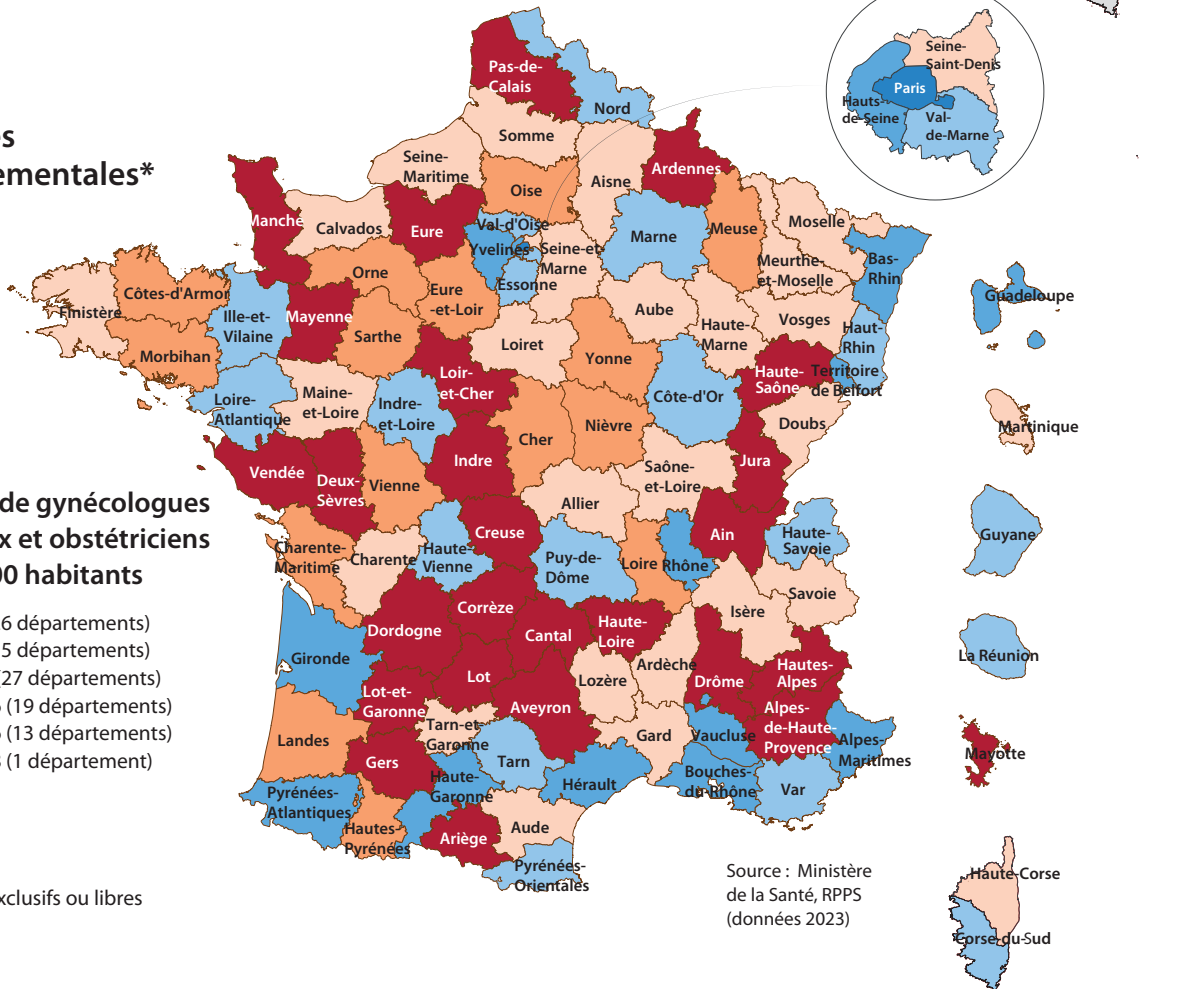 ementales*
de gynécologues
x et obstétriciens
habitants
6 départements)
5 départements)
(27 départements)
(19 départements)
(13 départements)
(1 département)
xclusifs ou libres
Pas-de-
Calais
Nord
Somme
Seine-
Maritime
Oise
Aisne
Ardennes
Manche
Calvados
Eure
Val-d'Oise
Yvelines
Essonne
Seine-et-
Marne
Marne
Meuse
Moselle
Meurthe-
et-Moselle
Bas-
Rhin
Haut-
Rhin
Vosges
Finistère
Côtes-d'Armor
Morbihan
Ille-et-
Vilaine
Mayenne
Orne
Sarthe
Eure
-et-Loir
Loiret
Aube
Haute-
Marne
Yonne
Loire-
Atlantique
Maine-
et-Loire
Indre-
et-Loire
Loir-
et-Cher
Cher
Nièvre
Côte-d'Or
Haute-
Saône
Territoire
de Belfort
Doubs
Jura
Vendée
Deux-
Sèvres
Vienne
Indre
Allier
Saône-
et-Loire
Ain
Haute-
Savoie
Savoie
Charente-
Maritime
Charente
Haute-
Vienne
Creuse
Puy-de-
Dôme
Loire
Rhône
Isère
Gironde
Dordogne
Corrèze
Cantal
Haute-
Loire
Ardèche
Drôme
Hautes-
Alpes
Lot-et-
Garonne
Lot
Aveyron
Lozère
Gard
Vaucluse
Alpes-
de-Haute-
Provence
Alpes-
Maritimes
Landes
Gers
Tarn-et-
Garonne
Tarn
Hérault
Bouches-
du-Rhône
Var
Pyrénées-
Atlantiques
Hautes-
Pyrénées
Haute-
Garonne
Ariège
Aude
Pyrénées-
Orientales
Seine-
Saint-Denis
Paris
Hauts-
de-Seine
Val-
de-Marne
Guadeloupe
Martinique
Guyane
La Réunion
Mayotte
Haute-Corse
Corse-du-Sud
Source : Ministère
de la Santé, RPPS
(données 2023)